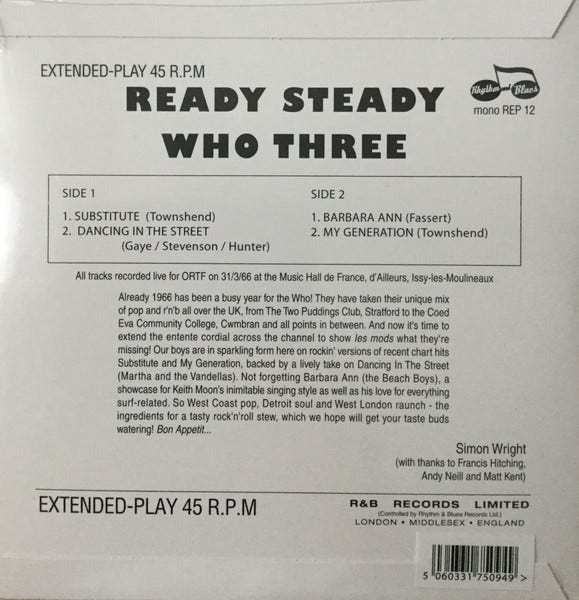 EXTENDED-PLAY 45 R.P.M
Rhythm and Blues
mono REP 12
READY STEADY
WHO THREE
SIDE 1
1. SUBSTITUTE (Townshend)
2. DANCING IN THE STREET
(Gaye / Stevenson / Hunter)
SIDE 2
1. BARBARA ANN (Fassert)
2. MY GENERATION (Townshend)
All tracks recorded live for ORTF on 31/3/66 at the Music Hall de France, d'Ailleurs, Issy-les-Moulineaux
Already 1966 has been a busy year for the Who! They have taken their unique mix
of pop and r'n'b all over the UK, from The Two Puddings Club, Stratford to the Coed
Eva Community College, Cwmbran and all points in between. And now it's time to
extend the entente cordial across the channel to show les mods what they're
missing! Our boys are in sparkling form here on rockin' versions of recent chart hits
Substitute and My Generation, backed by a lively take on Dancing In The Street
(Martha and the Vandellas). Not forgetting Barbara Ann (the Beach Boys), a
showcase for Keith Moon's inimitable singing style as well as his love for everything
surf-related. So West Coast pop, Detroit soul and West London raunch - the
ingredients for a tasty rock'n'roll stew, which we hope will get your taste buds
watering! Bon Appetit...
Simon Wright
(with thanks to Francis Hitching,
Andy Neill and Matt Kent)
EXTENDED-PLAY 45 R.P.M
R&B RECORDS LIMITED
(Controlled by Rhythm & Blues Records Ltd.)
LONDON • MIDDLESEX • ENGLAND
5 060331 750949 >